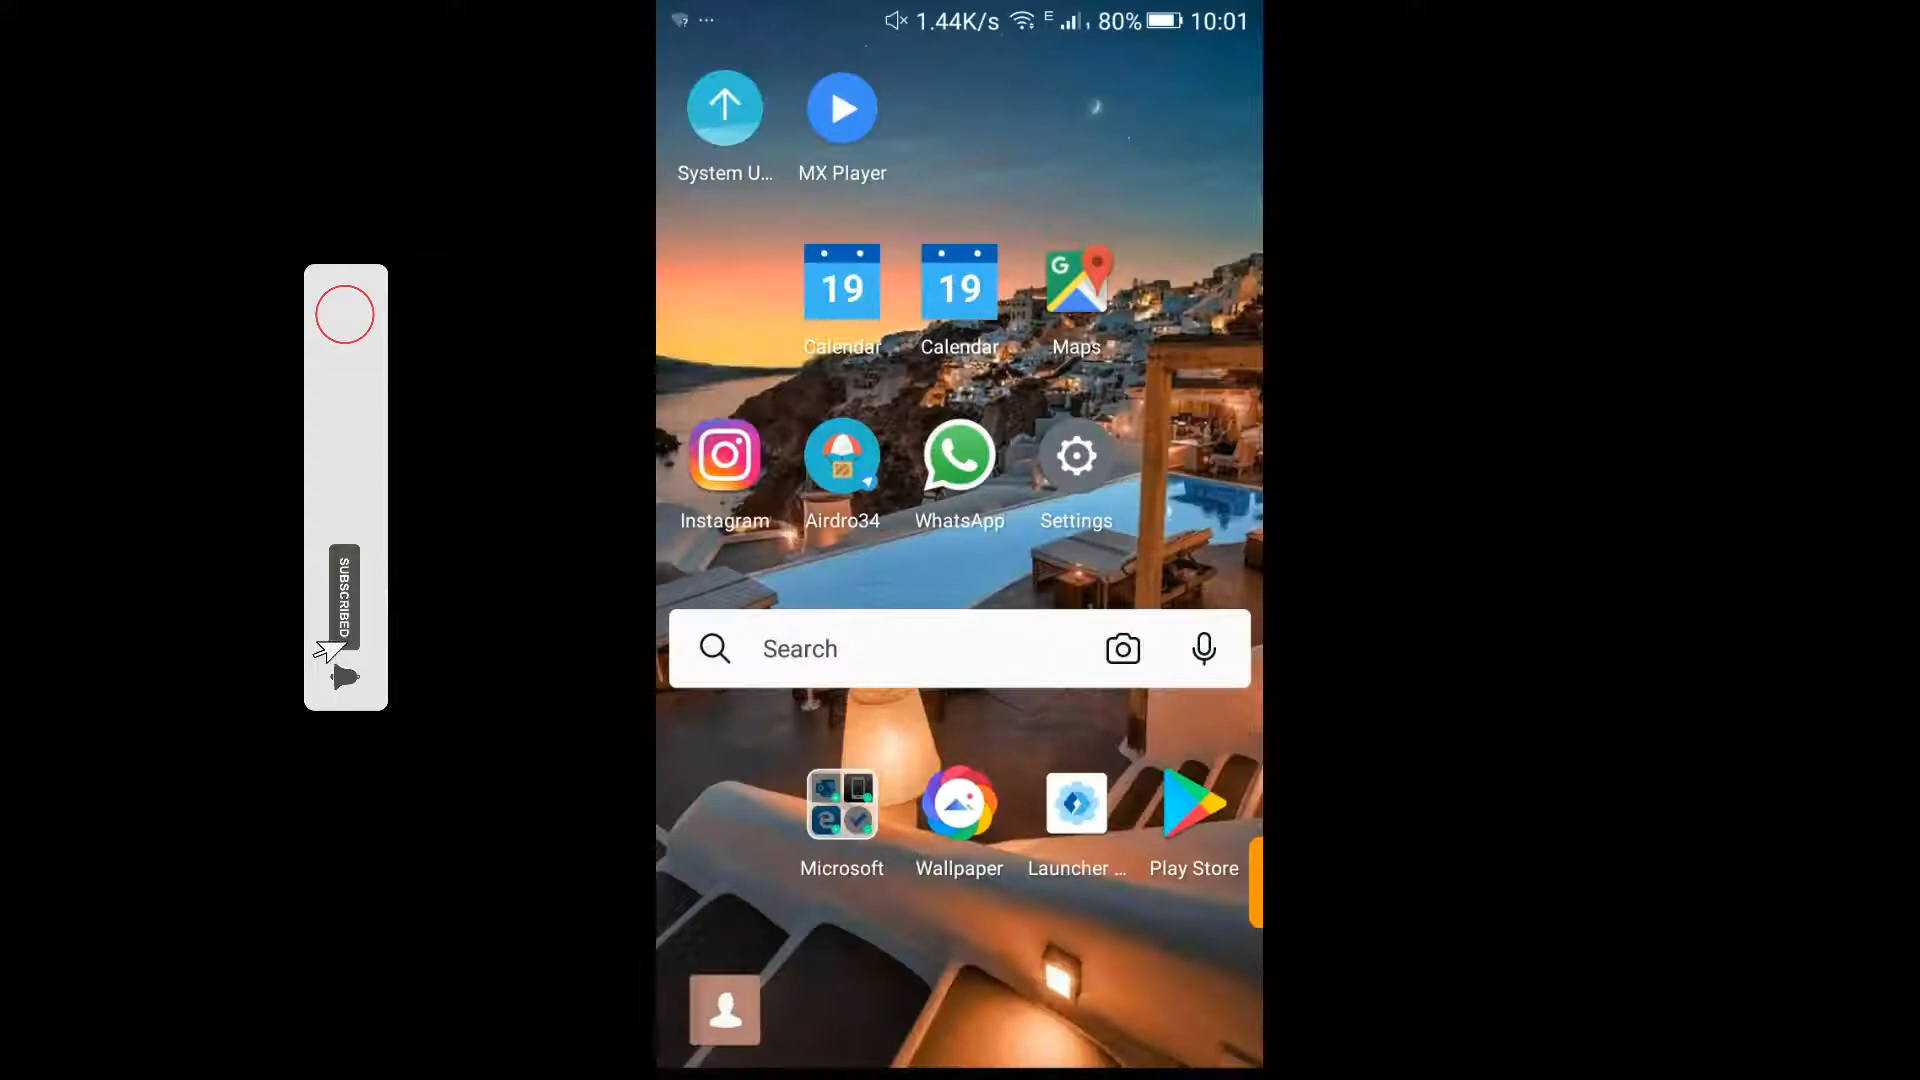 1.44K/s E 80% 10:01
System U... MX Player
19 19 G
Calendar Calendar Maps
Instagram Airdro34 WhatsApp Settings
Search
Microsoft Wallpaper Launcher ... Play Store
SUBSCRIBED